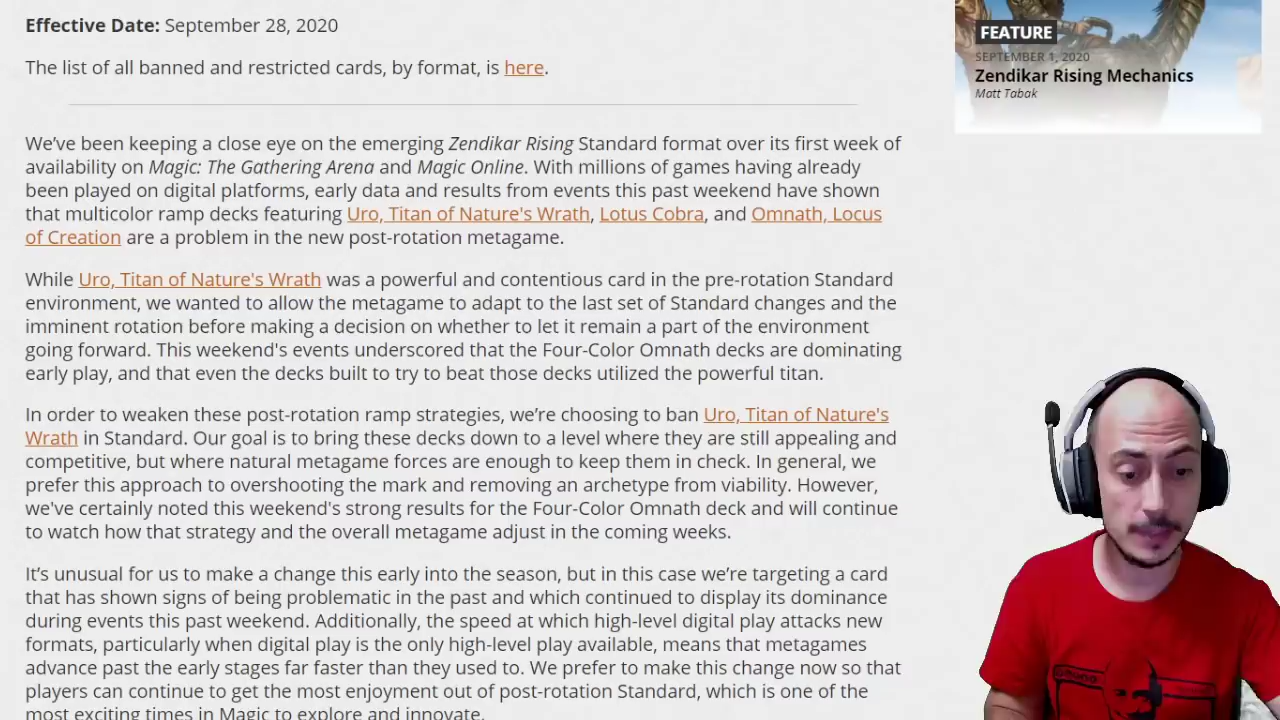 Effective Date: September 28, 2020
The list of all banned and restricted cards, by format, is here.
We've been keeping a close eye on the emerging Zendikar Rising Standard format over its first week of
availability on Magic: The Gathering Arena and Magic Online. With millions of games having already
been played on digital platforms, early data and results from events this past weekend have shown
that multicolor ramp decks featuring Uro, Titan of Nature's Wrath, Lotus Cobra, and Omnath, Locus
of Creation are a problem in the new post-rotation metagame.
While Uro, Titan of Nature's Wrath was a powerful and contentious card in the pre-rotation Standard
environment, we wanted to allow the metagame to adapt to the last set of Standard changes and the
imminent rotation before making a decision on whether to let it remain a part of the environment
going forward. This weekend's events underscored that the Four-Color Omnath decks are dominating
early play, and that even the decks built to try to beat those decks utilized the powerful titan.
In order to weaken these post-rotation ramp strategies, we're choosing to ban Uro, Titan of Nature's
Wrath in Standard. Our goal is to bring these decks down to a level where they are still appealing and
competitive, but where natural metagame forces are enough to keep them in check. In general, we
prefer this approach to overshooting the mark and removing an archetype from viability. However,
we've certainly noted this weekend's strong results for the Four-Color Omnath deck and will continue
to watch how that strategy and the overall metagame adjust in the coming weeks.
It's unusual for us to make a change this early into the season, but in this case we're targeting a card
that has shown signs of being problematic in the past and which continued to display its dominance
during events this past weekend. Additionally, the speed at which high-level digital play attacks new
formats, particularly when digital play is the only high-level play available, means that metagames
advance past the early stages far faster than they used to. We prefer to make this change now so that
players can continue to get the most enjoyment out of post-rotation Standard, which is one of the
most exciting times in Magic to explore and innovate.
FEATURE
SEPTEMBER 1, 2020
Zendikar Rising Mechanics
Matt Tabak